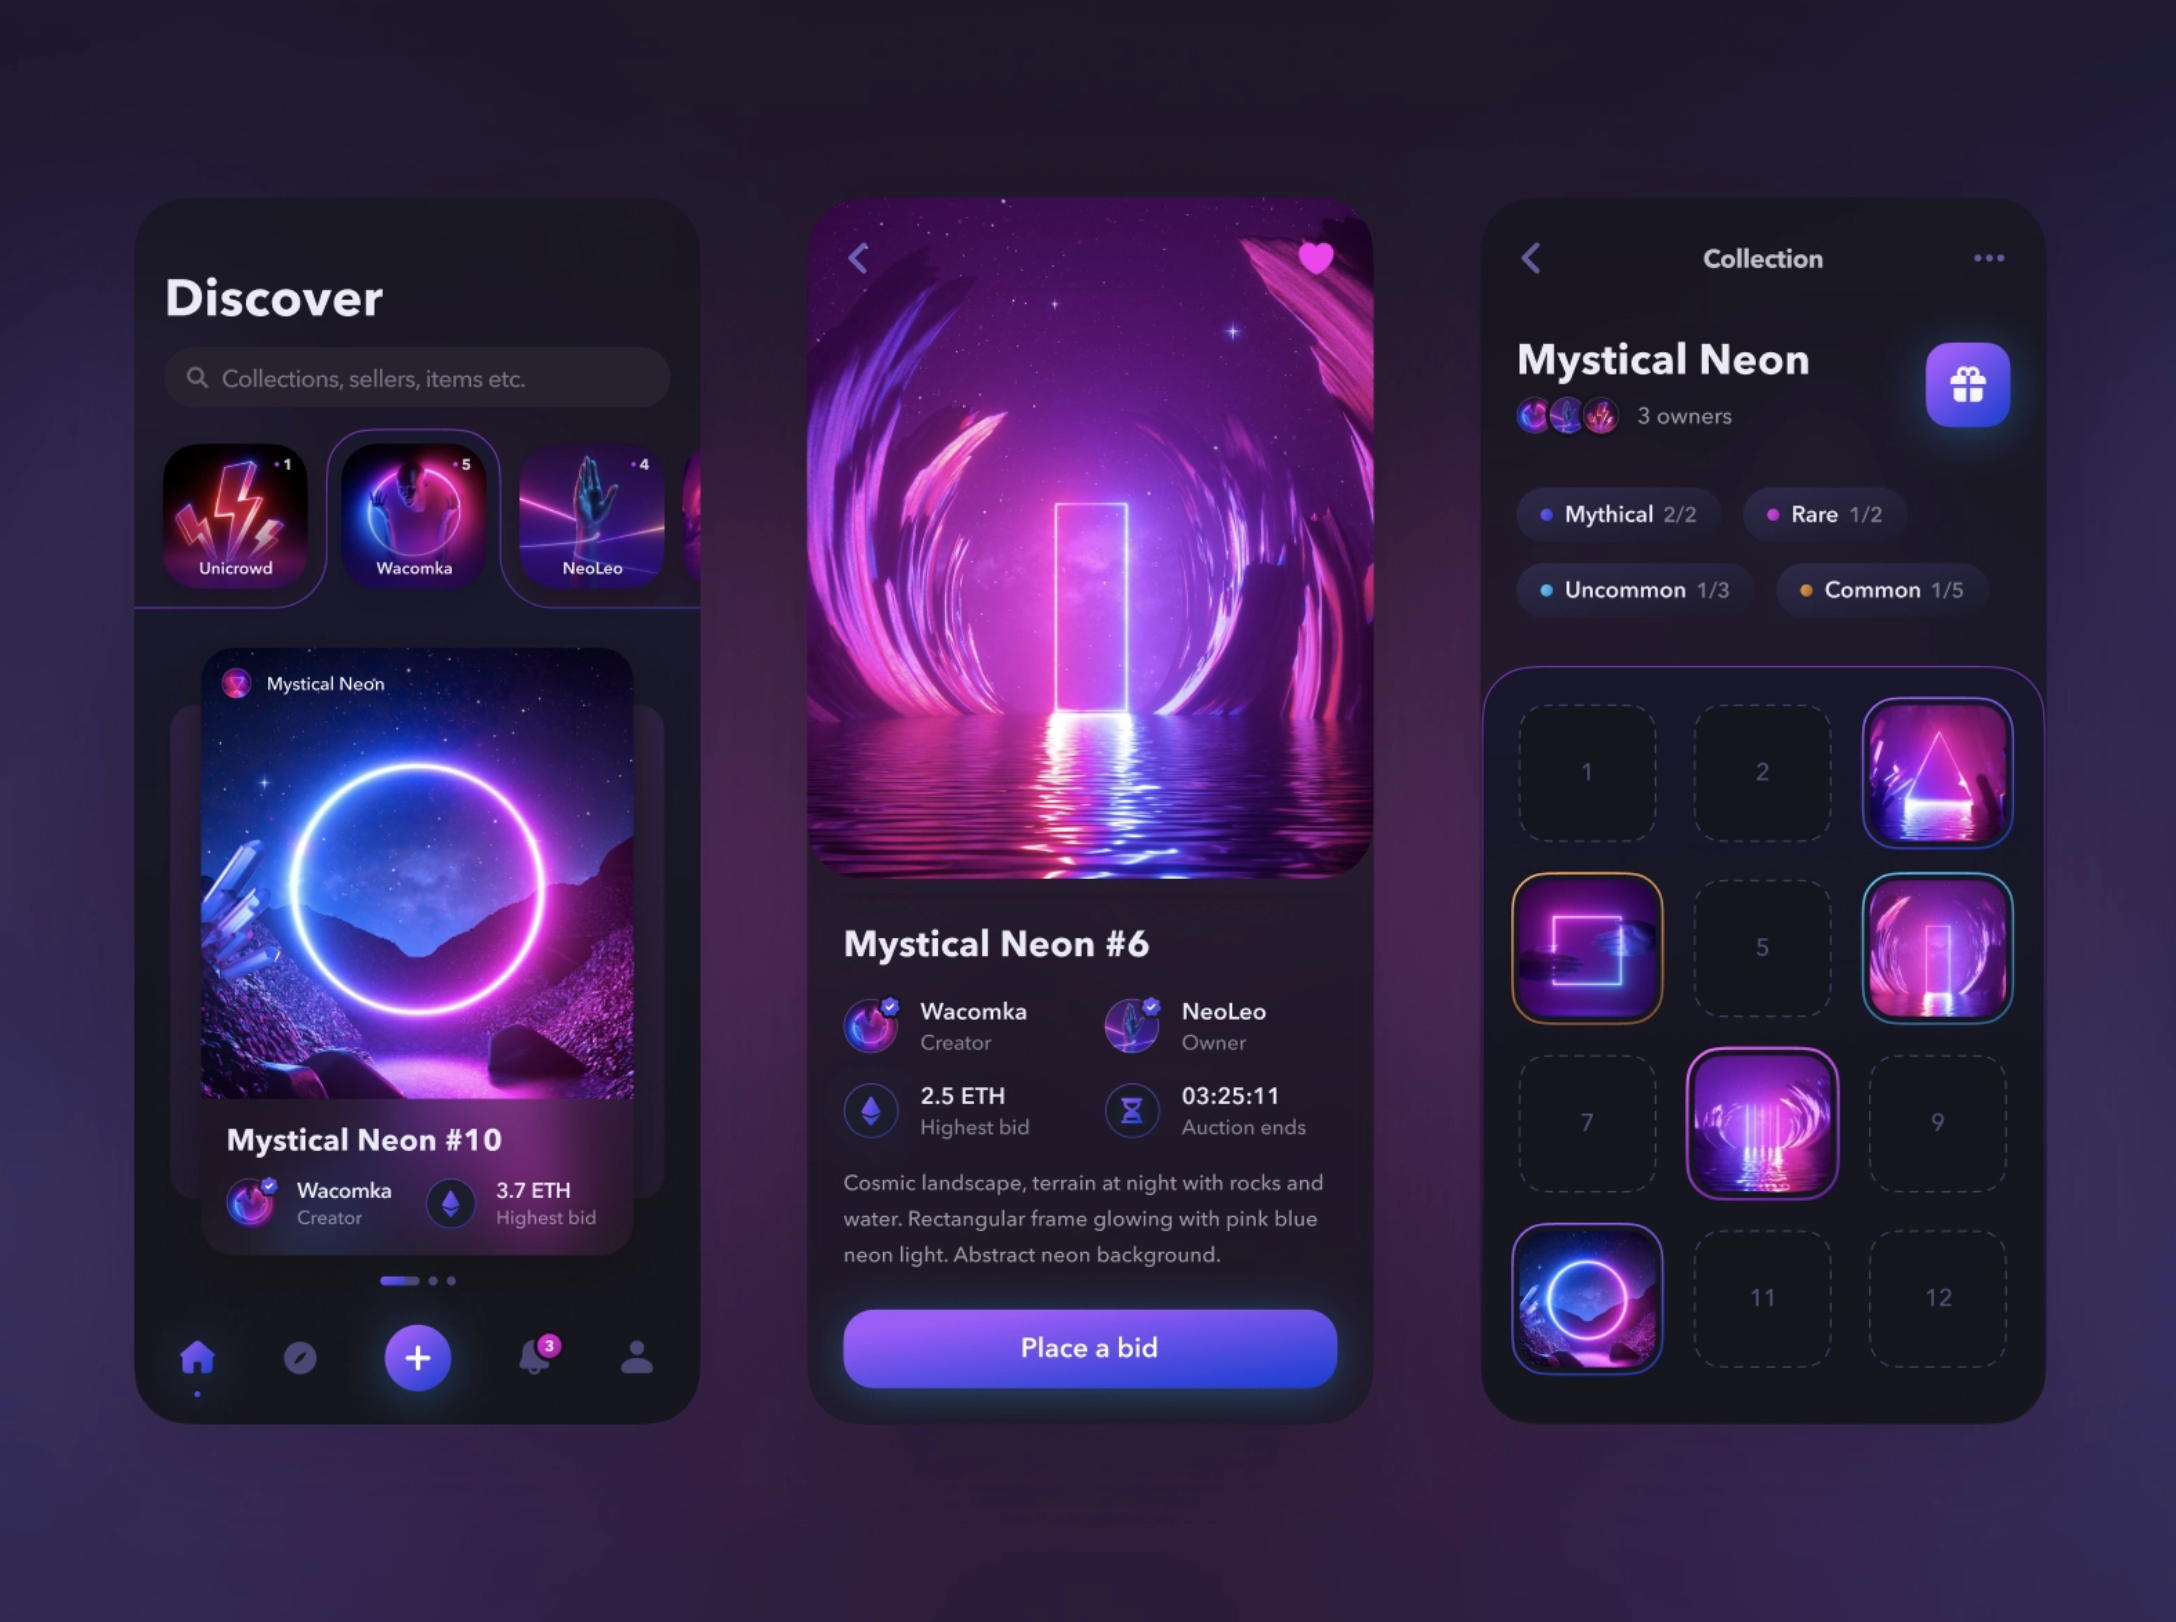 Discover
Collections, sellers, items etc.
1
5
4
Unicrowd
Wacomka
NeoLeo
Mystical Neon
Mystical Neon #10
Wacomka
Creator
3.7 ETH
Highest bid
3
Mystical Neon #6
Wacomka
Creator
NeoLeo
Owner
2.5 ETH
Highest bid
03:25:11
Auction ends
Cosmic landscape, terrain at night with rocks and
water. Rectangular frame glowing with pink blue
neon light. Abstract neon background.
Place a bid
Collection
Mystical Neon
3 owners
Mythical 2/2
Rare 1/2
Uncommon 1/3
Common 1/5
1
2
5
7
9
11
12